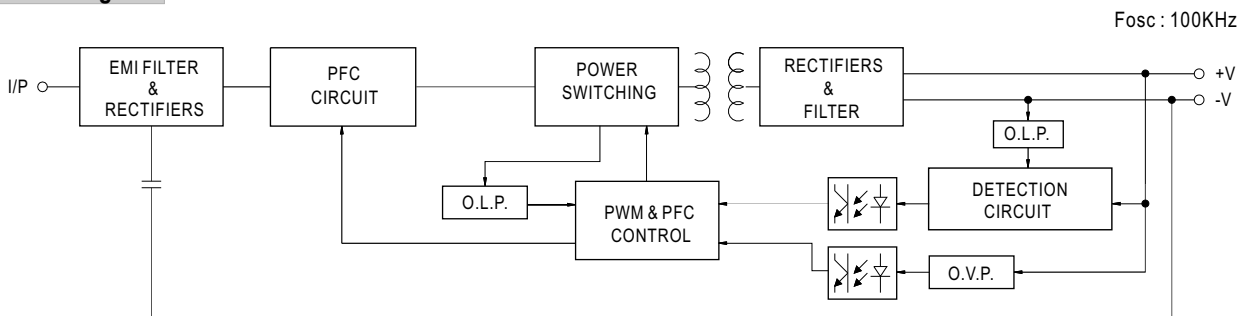 Fosc : 100KHz
I/P
EMI FILTER
&
RECTIFIERS
PFC
CIRCUIT
POWER
SWITCHING
RECTIFIERS
&
FILTER
+V
-V
O.L.P.
O.L.P.
PWM & PFC
CONTROL
DETECTION
CIRCUIT
O.V.P.